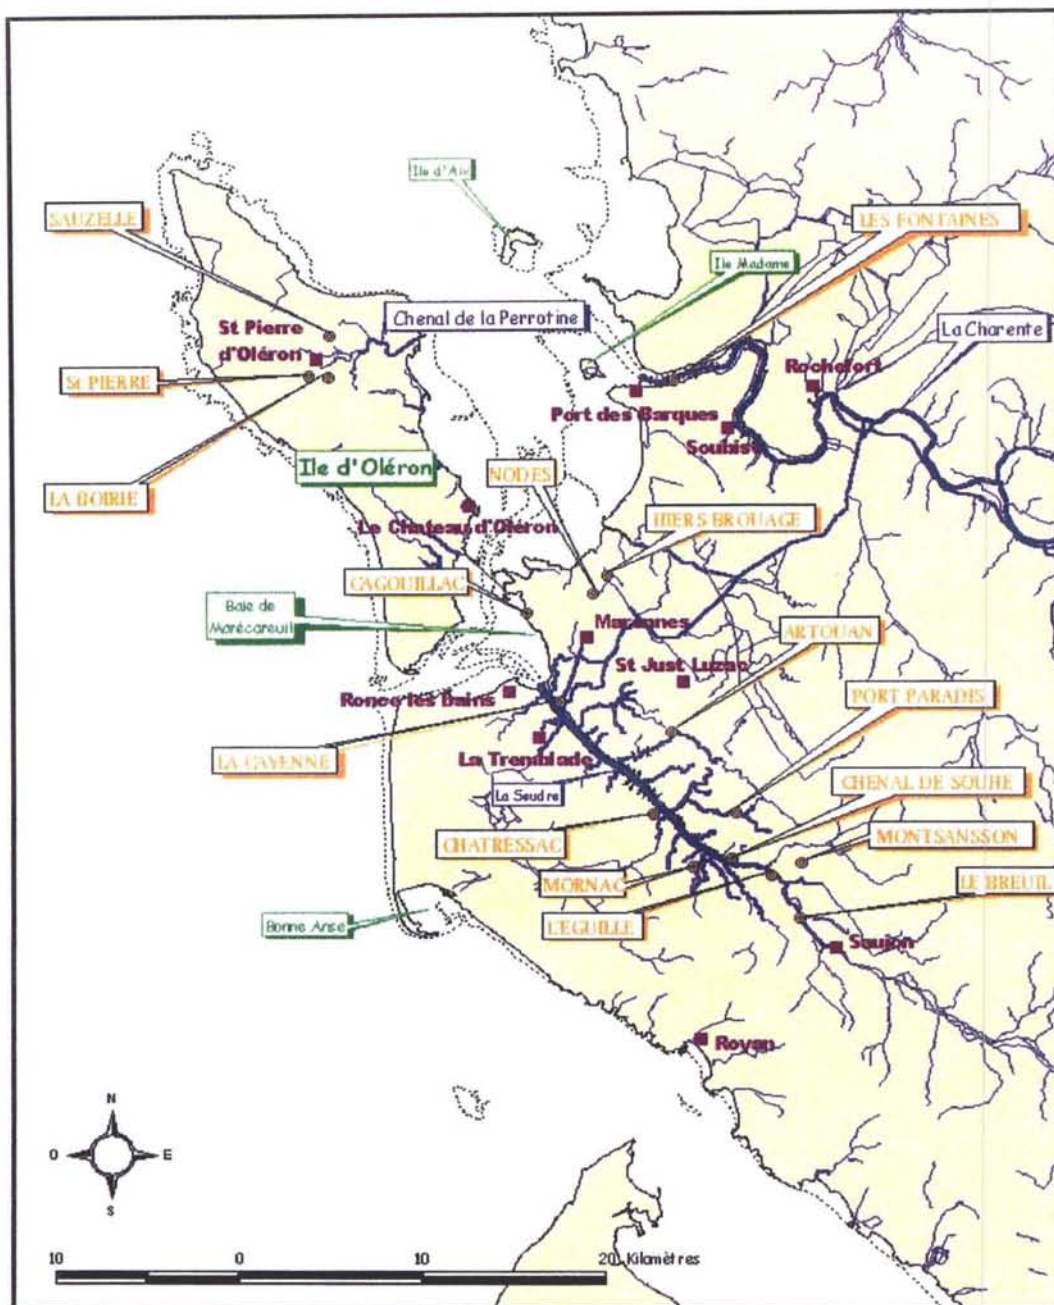 Ile d'Aix
SAUZELLE
LES FONTAINES
Ile Madame
Chenal de la Perrotine
La Charente
St Pierre
d'Oléron
St PIERRE
Rochefort
Port des Barques
Soubise
Ile d'Oléron
NODES
LA BOIRIE
HIERS-BROUAGE
Le Chateau d'Oléron
CAGOUILLAC
Baie de
Marécareuil
Marennes
ARTOUAN
St Just Luzac
Ronce les Bains
PORT PARADIS
LA CAYENNE
La Tremblade
CHENAL DE SOUHE
La Seudre
CHATRESSAC
MONTSANSSON
MORNAC
LE BREUIL
L'EGUILLE
Bonne Anse
Saujon
Royan
N
O E
S
10 0 10 20 Kilomètres